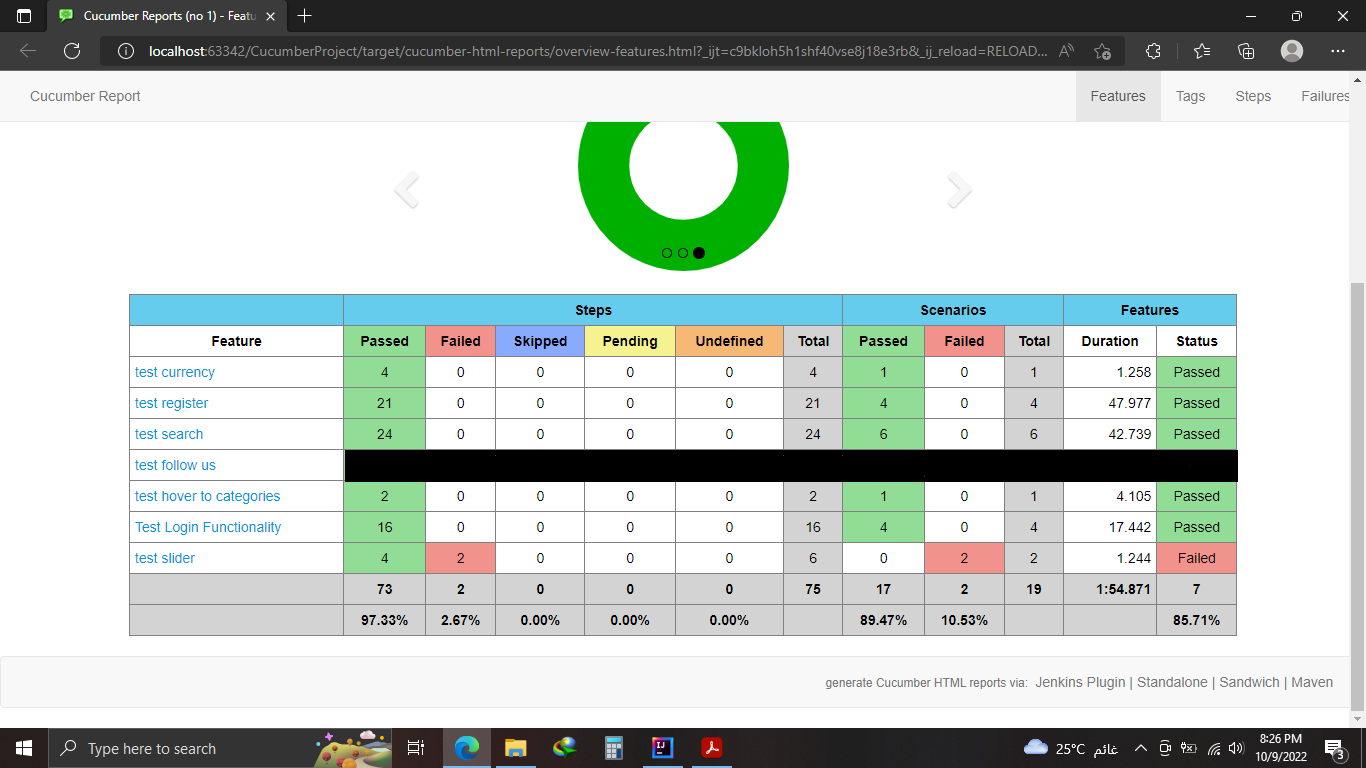 Cucumber Reports (no 1) - Featu
localhost:63342/CucumberProject/target/cucumber-html-reports/overview-features.html?_ijt=c9bkloh5h1shf40vse8j18e3rb&_ij_reload=RELOAD...
Cucumber Report Features Tags Steps Failures
Steps Scenarios Features
Feature Passed Failed Skipped Pending Undefined Total Passed Failed Total Duration Status
test currency 4 0 0 0 0 4 1 0 1 1.258 Passed
test register 21 0 0 0 0 21 4 0 4 47.977 Passed
test search 24 0 0 0 0 24 6 0 6 42.739 Passed
test follow us
test hover to categories 2 0 0 0 0 2 1 0 1 4.105 Passed
Test Login Functionality 16 0 0 0 0 16 4 0 4 17.442 Passed
test slider 4 2 0 0 0 6 0 2 2 1.244 Failed
73 2 0 0 0 75 17 2 19 1:54.871 7
97.33% 2.67% 0.00% 0.00% 0.00% 89.47% 10.53% 85.71%
generate Cucumber HTML reports via: Jenkins Plugin | Standalone | Sandwich | Maven
Type here to search 25°C غائم 8:26 PM
10/9/2022 3